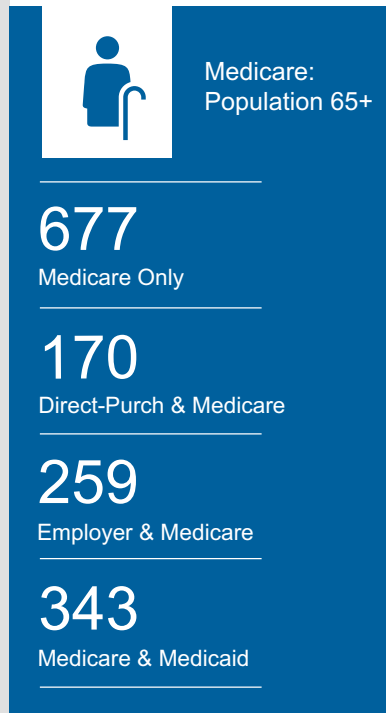 Medicare:
Population 65+
677
Medicare Only
170
Direct-Purch & Medicare
259
Employer & Medicare
343
Medicare & Medicaid